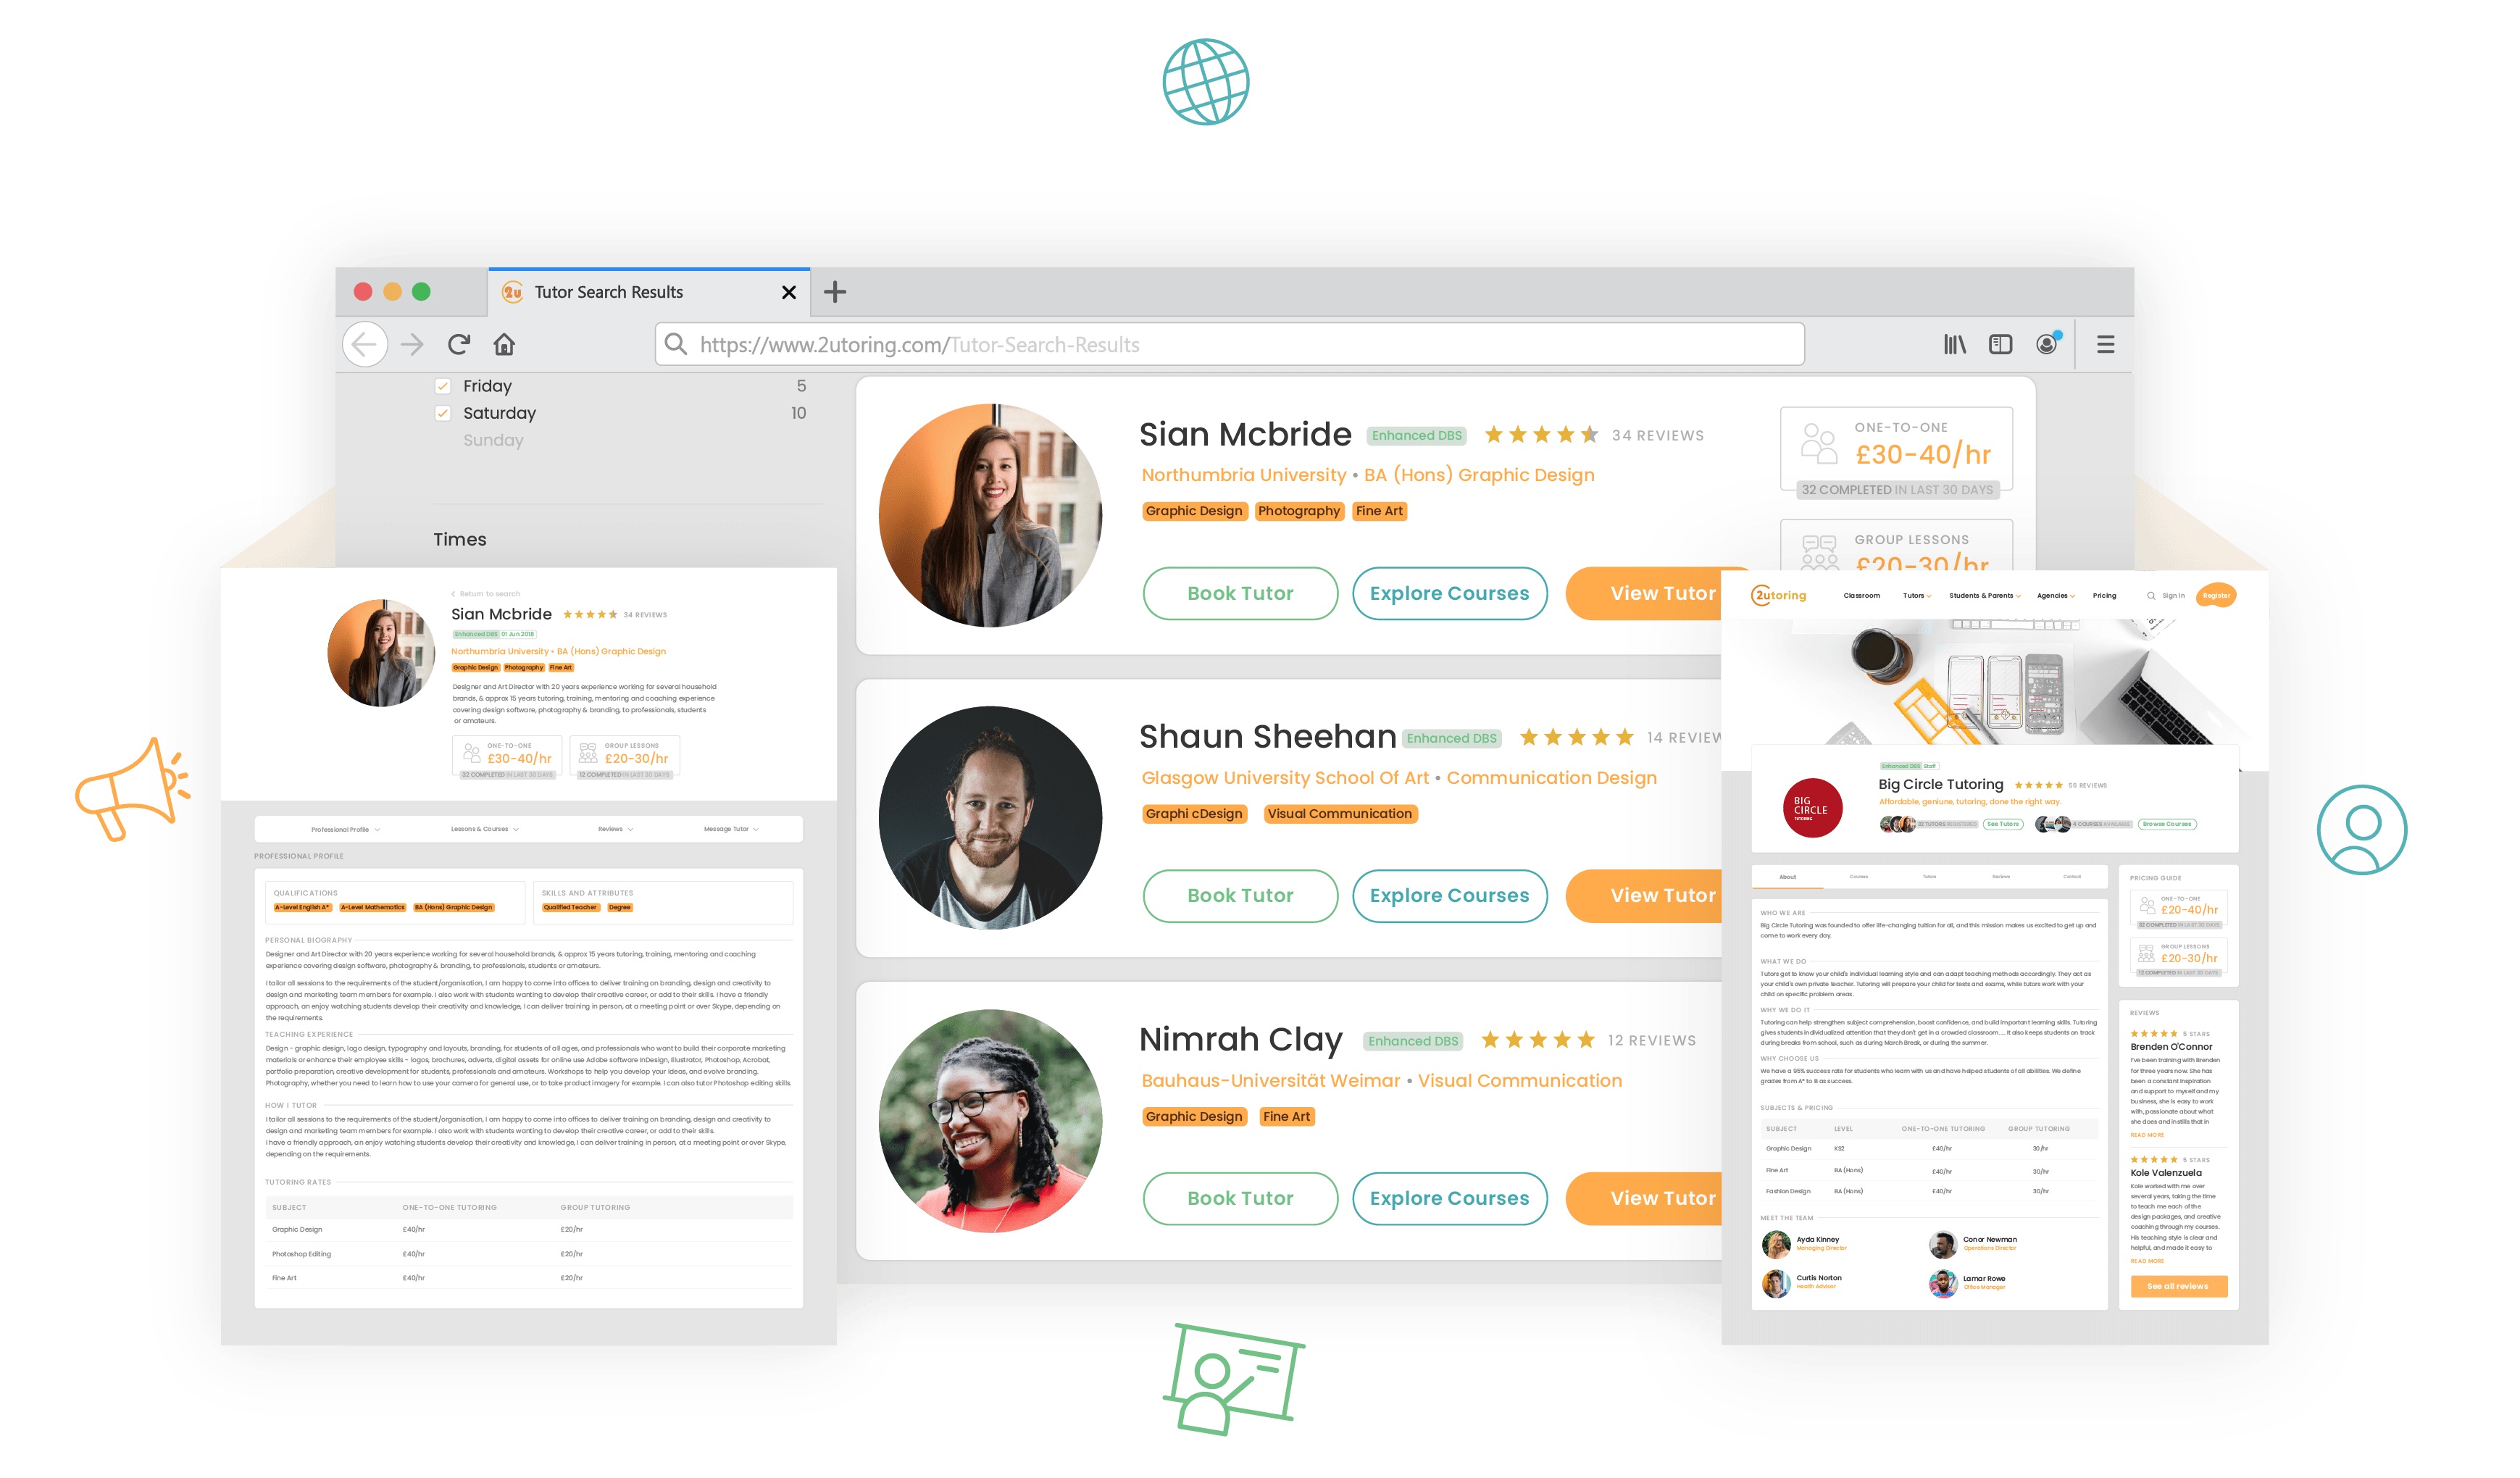 2u Tutor Search Results
https://www.2utoring.com/Tutor-Search-Results
Friday 5
Saturday 10
Sunday
Times
Sian Mcbride Enhanced DBS 34 REVIEWS
Northumbria University • BA (Hons) Graphic Design
Graphic Design Photography Fine Art
Book Tutor Explore Courses View Tutor
ONE-TO-ONE
£30-40/hr
32 COMPLETED IN LAST 30 DAYS
GROUP LESSONS
£20-30/hr
Shaun Sheehan Enhanced DBS 14 REVIEW
Glasgow University School Of Art • Communication Design
Graphi cDesign Visual Communication
Book Tutor Explore Courses View Tutor
Nimrah Clay Enhanced DBS 12 REVIEWS
Bauhaus-Universität Weimar • Visual Communication
Graphic Design Fine Art
Book Tutor Explore Courses View Tutor
Return to search
Sian Mcbride 34 REVIEWS
Enhanced DBS 01 Jun 2018
Northumbria University • BA (Hons) Graphic Design
Graphic Design Photography Fine Art
Designer and Art Director with 20 years experience working for several household
brands, & approx 15 years tutoring, training, mentoring and coaching experience
covering design software, photography & branding, to professionals, students
or amateurs.
ONE-TO-ONE
£30-40/hr
32 COMPLETED IN LAST 30 DAYS
GROUP LESSONS
£20-30/hr
12 COMPLETED IN LAST 30 DAYS
Professional Profile Lessons & Courses Reviews Message Tutor
PROFESSIONAL PROFILE
QUALIFICATIONS
A-Level English A* A-Level Mathematics BA (Hons) Graphic Design
SKILLS AND ATTRIBUTES
Qualified Teacher Degree
PERSONAL BIOGRAPHY
Designer and Art Director with 20 years experience working for several household brands, & approx 15 years tutoring, training, mentoring and coaching
experience covering design software, photography & branding, to professionals, students or amateurs.
I tailor all sessions to the requirements of the student/organisation, I am happy to come into offices to deliver training on branding, design and creativity to
design and marketing team members for example. I also work with students wanting to develop their creative career, or add to their skills. I have a friendly
approach, an enjoy watching students develop their creativity and knowledge, I can deliver training in person, at a meeting point or over Skype, depending on
the requirements.
TEACHING EXPERIENCE
Design - graphic design, logo design, typography and layouts, branding, for students of all ages, and professionals who want to build their corporate marketing
materials or enhance their employee skills - logos, brochures, adverts, digital assets for online use Adobe software InDesign, Illustrator, Photoshop, Acrobat,
portfolio preparation, creative development for students, professionals and amateurs. Workshops to help you develop your ideas, and evolve branding.
Photography, whether you need to learn how to use your camera for general use, or to take product imagery for example. I can also tutor Photoshop editing skills.
HOW I TUTOR
I tailor all sessions to the requirements of the student/organisation, I am happy to come into offices to deliver training on branding, design and creativity to
design and marketing team members for example. I also work with students wanting to develop their creative career, or add to their skills.
I have a friendly approach, an enjoy watching students develop their creativity and knowledge, I can deliver training in person, at a meeting point or over Skype,
depending on the requirements.
TUTORING RATES
SUBJECT ONE-TO-ONE TUTORING GROUP TUTORING
Graphic Design £40/hr £20/hr
Photoshop Editing £40/hr £20/hr
Fine Art £40/hr £20/hr
2utoring Classroom Tutors Students & Parents Agencies Pricing Sign in Register
BIG
CIRCLE
TUTORING
Enhanced DBS Staff
Big Circle Tutoring 56 REVIEWS
Affordable, geniune, tutoring, done the right way.
TUTORS REGISTERED See Tutors 4 COURSES AVAILABLE Browse Courses
About Courses Tutors Reviews Contact
WHO WE ARE
Big Circle Tutoring was founded to offer life-changing tuition for all, and this mission makes us excited to get up and
come to work every day.
WHAT WE DO
Tutors get to know your child's individual learning style and can adapt teaching methods accordingly. They act as
your child's own private teacher. Tutoring will prepare your child for tests and exams, while tutors work with your
child on specific problem areas.
WHY WE DO IT
Tutoring can help strengthen subject comprehension, boost confidence, and build important learning skills. Tutoring
gives students individualized attention that they don't get in a crowded classroom.... It also keeps students on track
during breaks from school, such as during March Break, or during the summer.
WHY CHOOSE US
We have a 95% success rate for students who learn with us and have helped students of all abilities. We define
grades from A* to B as success.
SUBJECTS & PRICING
SUBJECT LEVEL ONE-TO-ONE TUTORING GROUP TUTORING
Graphic Design KS2 £40/hr 30/hr
Fine Art BA (Hons) £40/hr 30/hr
Fashion Design BA (Hons) £40/hr 30/hr
MEET THE TEAM
Ayda Kinney
Managing Director
Conor Newman
Operations Director
Curtis Norton
Health Advisor
Lamar Rowe
Office Manager
PRICING GUIDE
ONE-TO-ONE
£20-40/hr
32 COMPLETED IN LAST 30 DAYS
GROUP LESSONS
£20-30/hr
12 COMPLETED IN LAST 30 DAYS
REVIEWS
5 STARS
Brenden O'Connor
I've been training with Brenden
for three years now. She has
been a constant inspiration
and support to myself and my
business, she is easy to work
with, passionate about what
she does and instills that in
READ MORE
5 STARS
Kole Valenzuela
Kole worked with me over
several years, taking the time
to teach me each of the
design packages, and creative
coaching through my courses.
His teaching style is clear and
helpful, and made it easy to
READ MORE
See all reviews